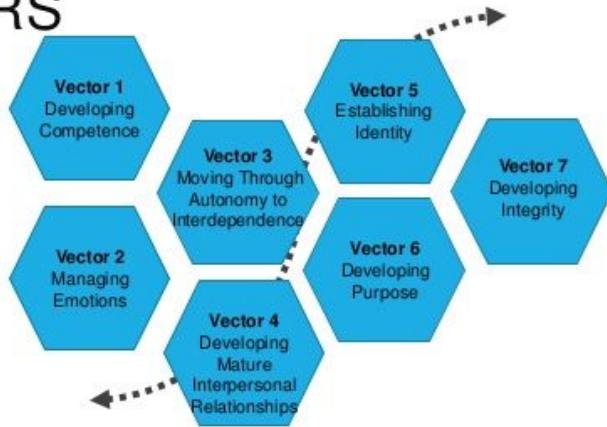 RS
Vector 1
Developing
Competence
Vector 2
Managing
Emotions
Vector 3
Moving Through
Autonomy to
Interdependence
Vector 4
Developing
Mature
Interpersonal
Relationships
Vector 5
Establishing
Identity
Vector 6
Developing
Purpose
Vector 7
Developing
Integrity